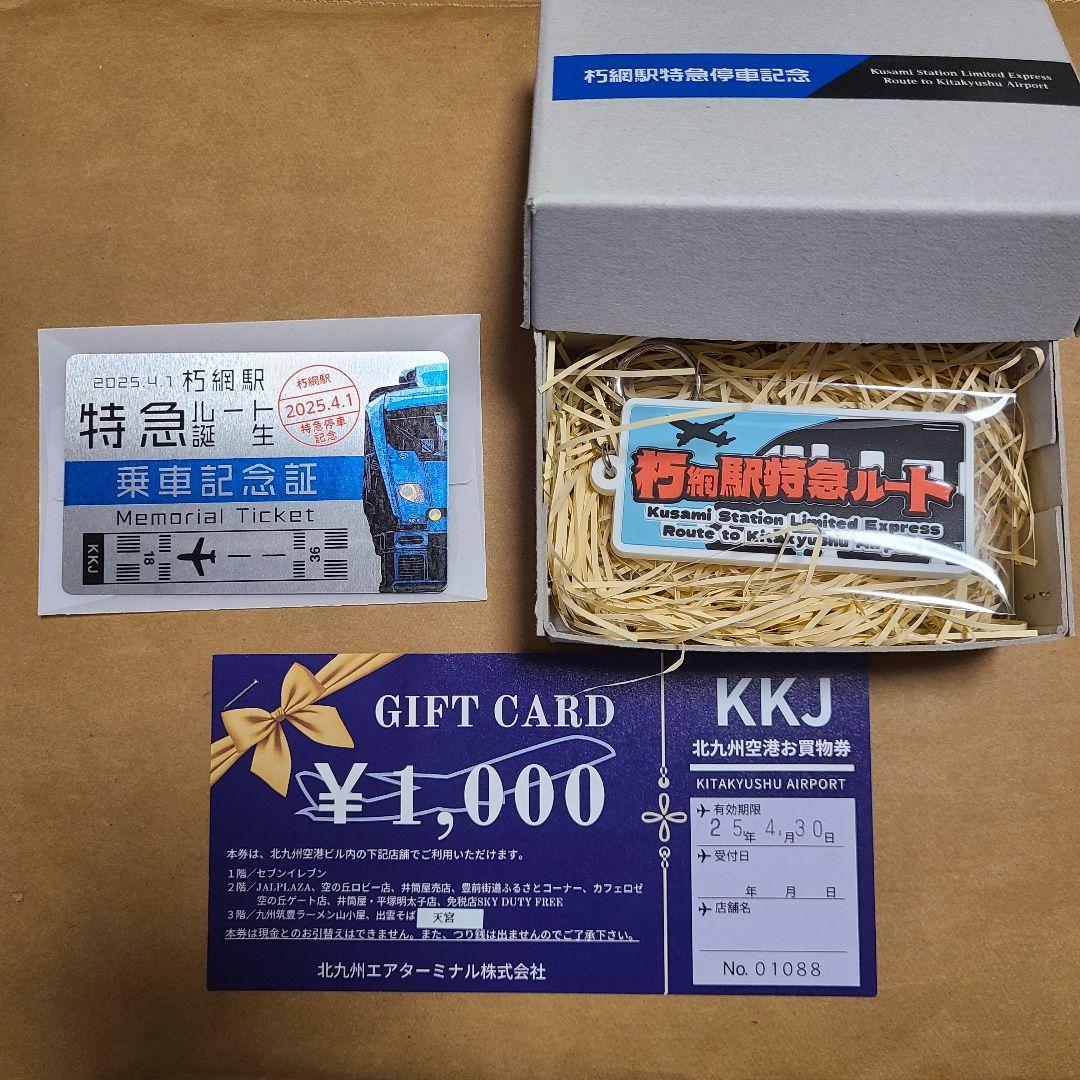 朽網駅特急停車記念
Kusami Station Limited Express
Route to Kitakyushu Airport
2025.4.1 朽網駅
特急ルート誕生
朽網駅
2025.4.1
特急停車
記念
乗車記念証
Memorial Ticket
KKJ
18
36
朽網駅特急ルート
Kusami Station Limited Express
Route to Kitakyushu Airport
GIFT CARD
¥1,000
本券は、北九州空港ビル内の下記店舗でご利用いただけます。
1階/セブンイレブン
2階/JALPLAZA、空の丘ロビー店、井筒屋売店、豊前街道ふるさとコーナー、カフェロゼ
空の丘ゲート店、井筒屋・平塚明太子店、免税店SKY DUTY FREE
3階/九州筑豊ラーメン山小屋、出雲そば 天宮
本券は現金とのお引替えはできません。また、つり銭は出ませんのでご了承下さい。
北九州エアターミナル株式会社
KKJ
北九州空港お買物券
KITAKYUSHU AIRPORT
有効期限
25年 4月30日
受付日
年 月 日
店舗名
No. 01088